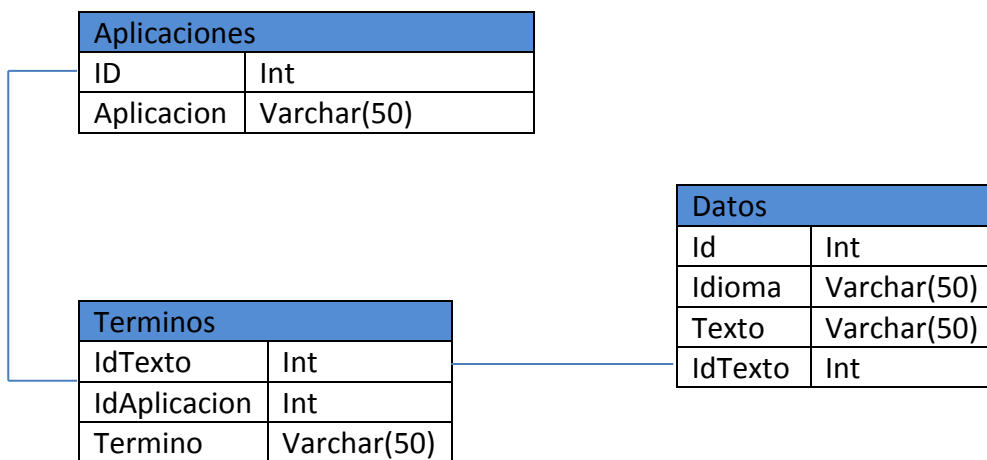 Aplicaciones
ID Int
Aplicacion Varchar(50)
Datos
Id Int
Idioma Varchar(50)
Texto Varchar(50)
IdTexto Int
Terminos
IdTexto Int
IdAplicacion Int
Termino Varchar(50)